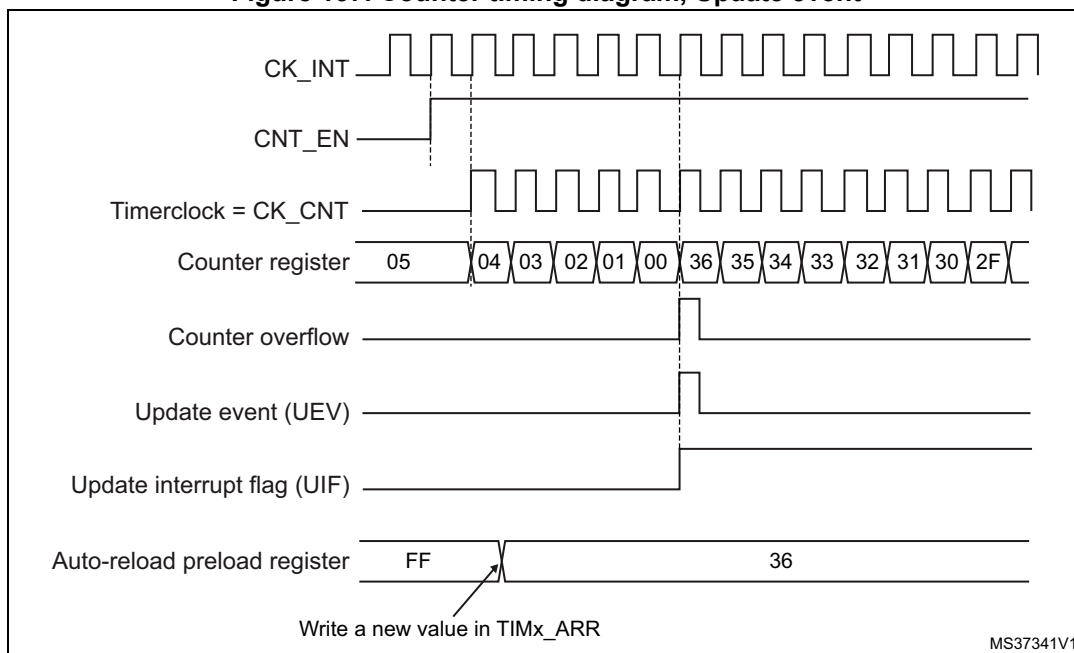 CK_INT
CNT_EN
Timerclock = CK_CNT
Counter register 05 04 03 02 01 00 36 35 34 33 32 31 30 2F
Counter overflow
Update event (UEV)
Update interrupt flag (UIF)
Auto-reload preload register FF 36
Write a new value in TIMx_ARR
MS37341V1